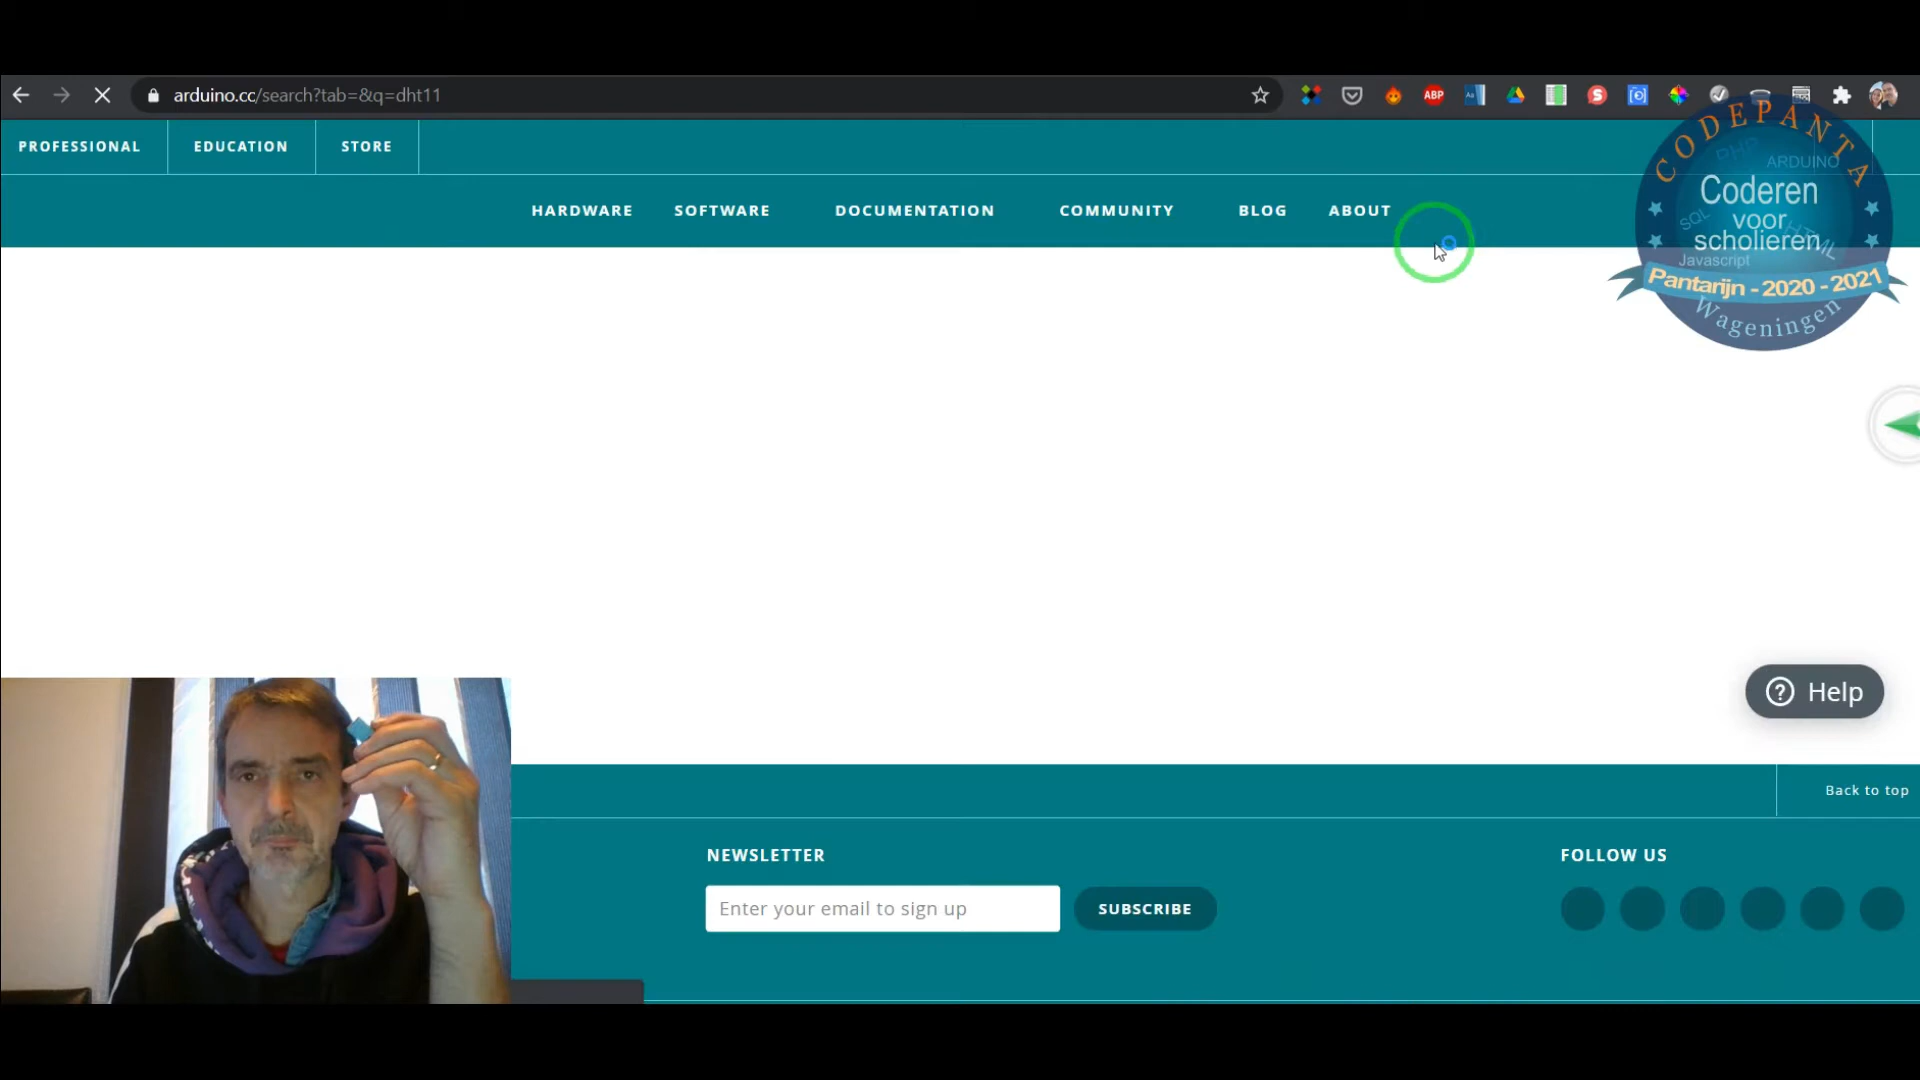 arduino.cc/search?tab=&q=dht11
ABP
PROFESSIONAL
EDUCATION
STORE
HARDWARE
SOFTWARE
DOCUMENTATION
COMMUNITY
BLOG
ABOUT
CODEPANTA
PHP
ARDUINO
Coderen
SQL
voor
HTML
scholieren
Javascript
Pantarijn - 2020 - 2021
Wageningen
Help
Back to top
NEWSLETTER
FOLLOW US
Enter your email to sign up
SUBSCRIBE